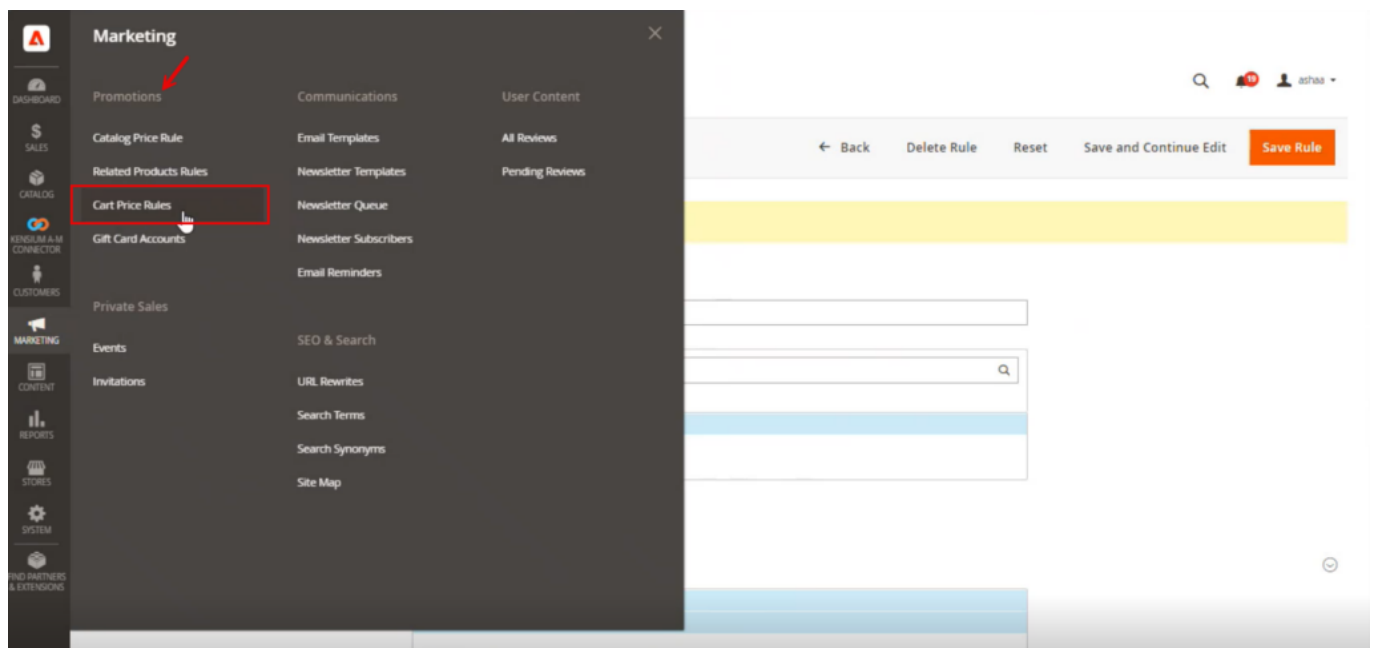 DASHBOARD
SALES
CATALOG
KENSIUM A-M
CONNECTOR
CUSTOMERS
MARKETING
CONTENT
REPORTS
STORES
SYSTEM
FIND PARTNERS
& EXTENSIONS
Marketing
Promotions
Catalog Price Rule
Related Products Rules
Cart Price Rules
Gift Card Accounts
Private Sales
Events
Invitations
Communications
Email Templates
Newsletter Templates
Newsletter Queue
Newsletter Subscribers
Email Reminders
SEO & Search
URL Rewrites
Search Terms
Search Synonyms
Site Map
User Content
All Reviews
Pending Reviews
19
ashaa
← Back
Delete Rule
Reset
Save and Continue Edit
Save Rule